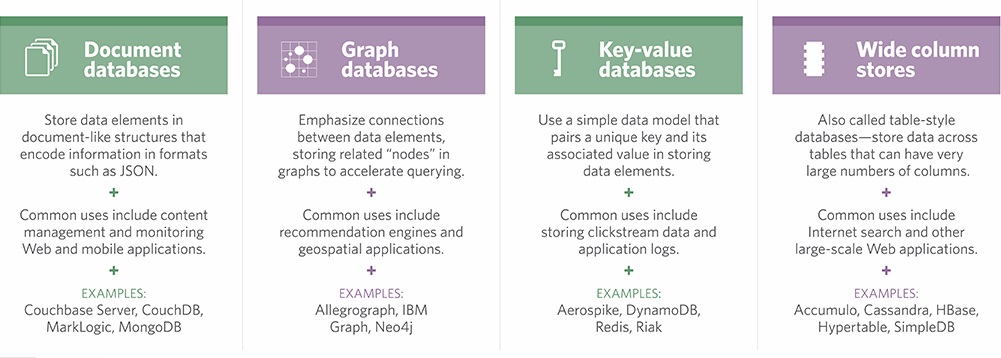 Document
databases
Store data elements in
document-like structures that
encode information in formats
such as JSON.
+
Common uses include content
management and monitoring
Web and mobile applications.
+
EXAMPLES:
Couchbase Server, CouchDB,
MarkLogic, MongoDB
Graph
databases
Emphasize connections
between data elements,
storing related “nodes” in
graphs to accelerate querying.
+
Common uses include
recommendation engines and
geospatial applications.
+
EXAMPLES:
Allegrograph, IBM
Graph, Neo4j
Key-value
databases
Use a simple data model that
pairs a unique key and its
associated value in storing
data elements.
+
Common uses include
storing clickstream data and
application logs.
+
EXAMPLES:
Aerospike, DynamoDB,
Redis, Riak
Wide column
stores
Also called table-style
databases—store data across
tables that can have very
large numbers of columns.
+
Common uses include
Internet search and other
large-scale Web applications.
+
EXAMPLES:
Accumulo, Cassandra, HBase,
Hypertable, SimpleDB